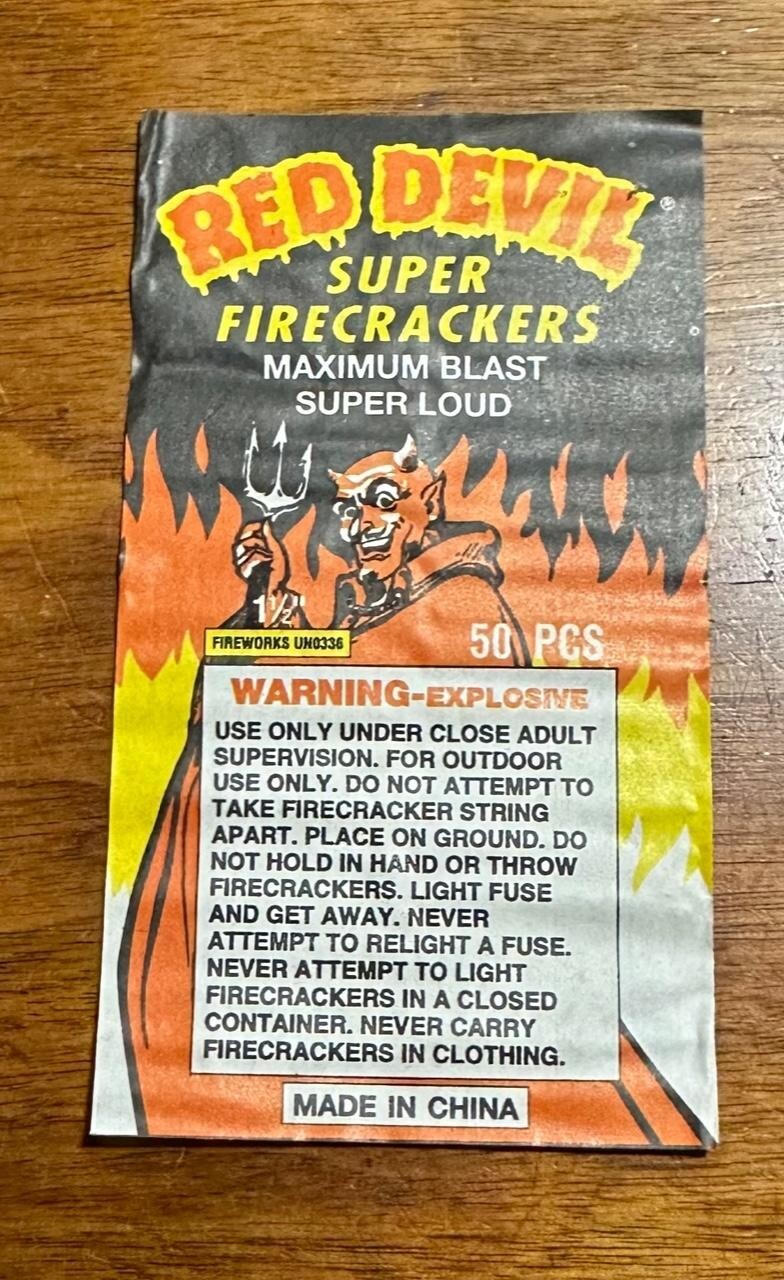 RED DEVIL®
SUPER
FIRECRACKERS
MAXIMUM BLAST
SUPER LOUD
1½"
FIREWORKS UN0336
50 PCS
WARNING-EXPLOSIVE
USE ONLY UNDER CLOSE ADULT
SUPERVISION. FOR OUTDOOR
USE ONLY. DO NOT ATTEMPT TO
TAKE FIRECRACKER STRING
APART. PLACE ON GROUND. DO
NOT HOLD IN HAND OR THROW
FIRECRACKERS. LIGHT FUSE
AND GET AWAY. NEVER
ATTEMPT TO RELIGHT A FUSE.
NEVER ATTEMPT TO LIGHT
FIRECRACKERS IN A CLOSED
CONTAINER. NEVER CARRY
FIRECRACKERS IN CLOTHING.
MADE IN CHINA